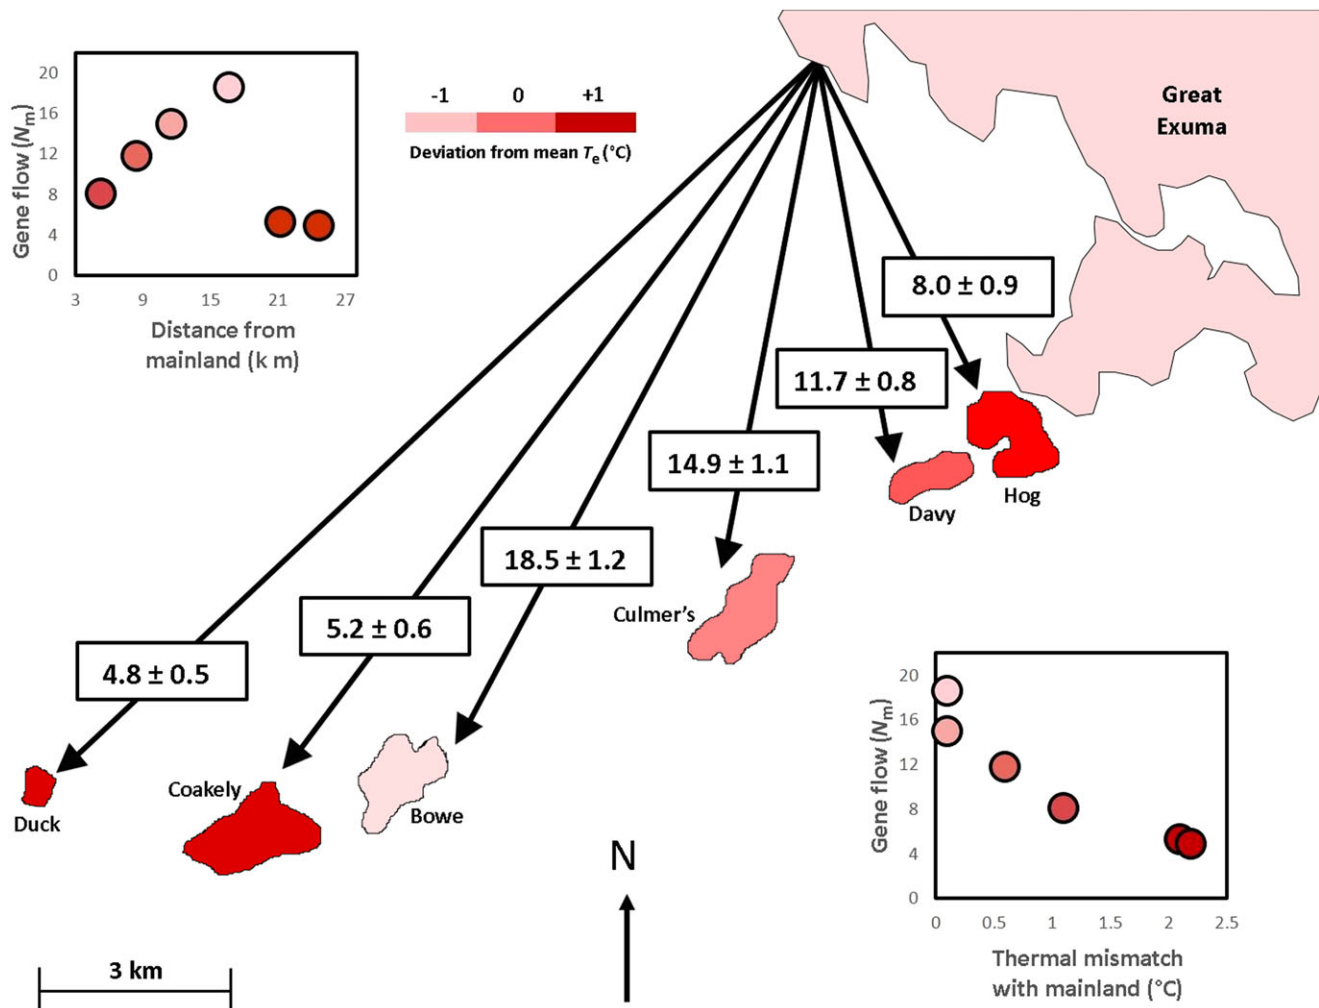 20
16
12
8
4
0
Gene flow (Nm)
3 9 15 21 27
Distance from
mainland (k m)
-1 0 +1
Deviation from mean Te (°C)
Great
Exuma
8.0 ± 0.9
11.7 ± 0.8
14.9 ± 1.1
18.5 ± 1.2
5.2 ± 0.6
4.8 ± 0.5
Hog
Davy
Culmer’s
Bowe
Coakely
Duck
N
3 km
20
16
12
8
4
0
Gene flow (Nm)
0 0.5 1 1.5 2 2.5
Thermal mismatch
with mainland (°C)